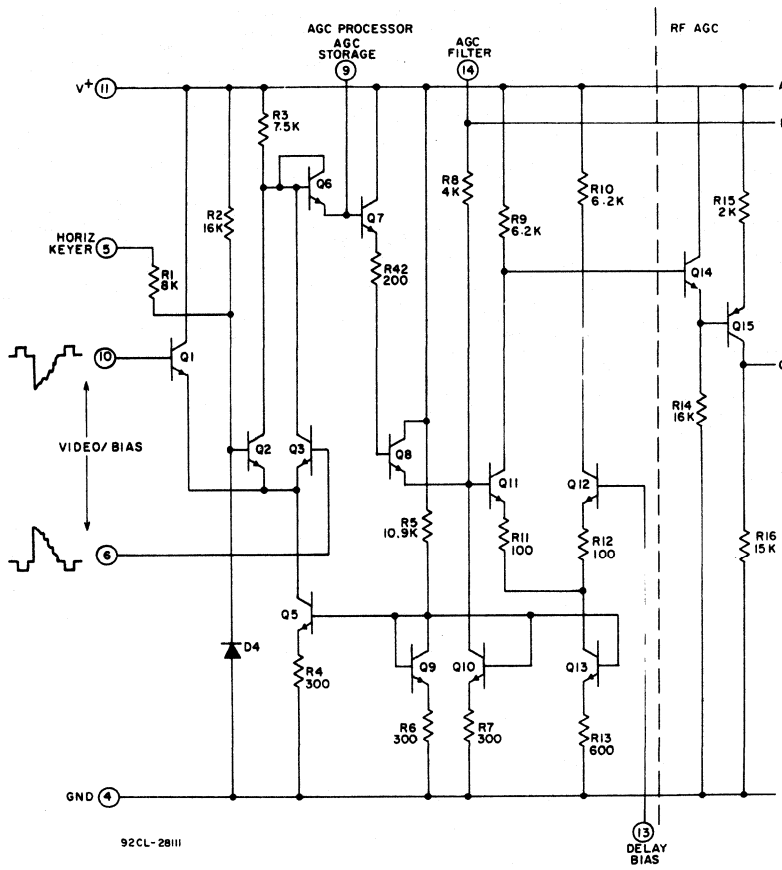 AGC PROCESSOR
AGC
STORAGE
9
AGC
FILTER
14
RF AGC
V+ 11
R3
7.5K
Q6
Q7
R2
16K
R8
4K
R9
6.2K
R10
6.2K
R15
2K
HORIZ
KEYER
5
R1
8K
R42
200
Q14
Q15
10
Q1
R14
16K
VIDEO/BIAS
Q2
Q3
Q8
Q11
Q12
R5
10.9K
R11
100
R12
100
R16
15K
6
Q5
D4
R4
300
Q9
Q10
Q13
R6
300
R7
300
R13
600
GND 4
13
DELAY
BIAS
92CL-28111